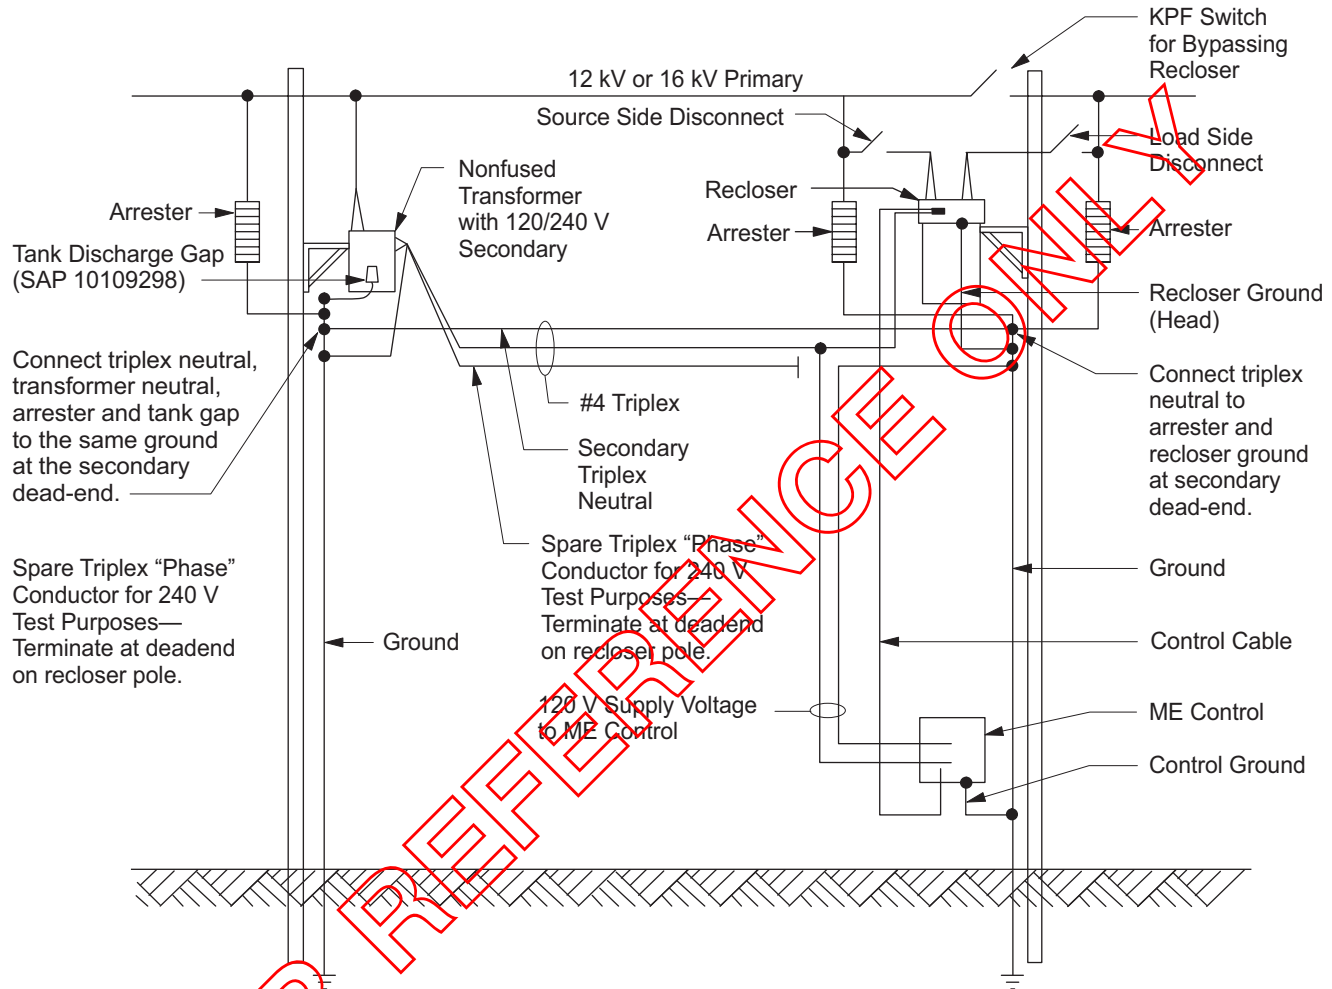 KPF Switch
for Bypassing
Recloser
12 kV or 16 kV Primary
Source Side Disconnect
Load Side
Disconnect
Nonfused
Transformer
with 120/240 V
Secondary
Recloser
Arrester
Arrester
Arrester
Tank Discharge Gap
(SAP 10109298)
Recloser Ground
(Head)
Connect triplex neutral,
transformer neutral,
arrester and tank gap
to the same ground
at the secondary
dead-end.
Connect triplex
neutral to
arrester and
recloser ground
at secondary
dead-end.
#4 Triplex
Secondary
Triplex
Neutral
Spare Triplex “Phase”
Conductor for 240 V
Test Purposes—
Terminate at deadend
on recloser pole.
Spare Triplex “Phase”
Conductor for 240 V
Test Purposes—
Terminate at deadend
on recloser pole.
Ground
Ground
Control Cable
120 V Supply Voltage
to ME Control
ME Control
Control Ground
R REFERENCE ONLY